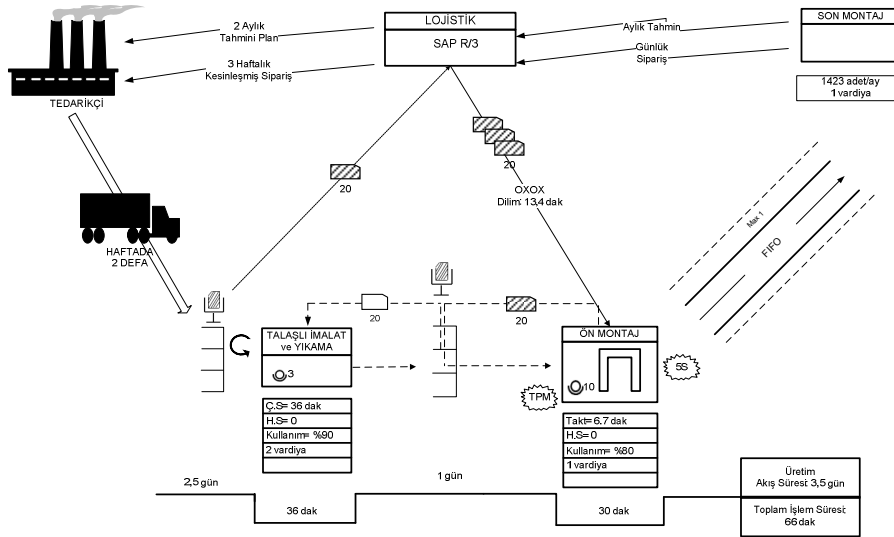 2 Aylık
Tahmini Plan
3 Haftalık
Kesinleşmiş Sipariş
TEDARİKÇİ
LOJİSTİK
SAP R/3
Aylık Tahmin
Günlük
Sipariş
SON MONTAJ
1423 adet/ay
1 vardiya
HAFTADA
2 DEFA
20
20
OXOX
Dilim: 13,4 dak
Max 1
FIFO
20
20
TALAŞLI İMALAT
ve YIKAMA
3
Ç.S= 36 dak
H.S= 0
Kullanım= %90
2 vardiya
ÖN MONTAJ
10
5S
TPM
Takt= 6.7 dak
H.S= 0
Kullanım= %80
1 vardiya
2,5 gün
36 dak
1 gün
30 dak
Üretim
Akış Süresi: 3,5 gün
Toplam İşlem Süresi:
66 dak